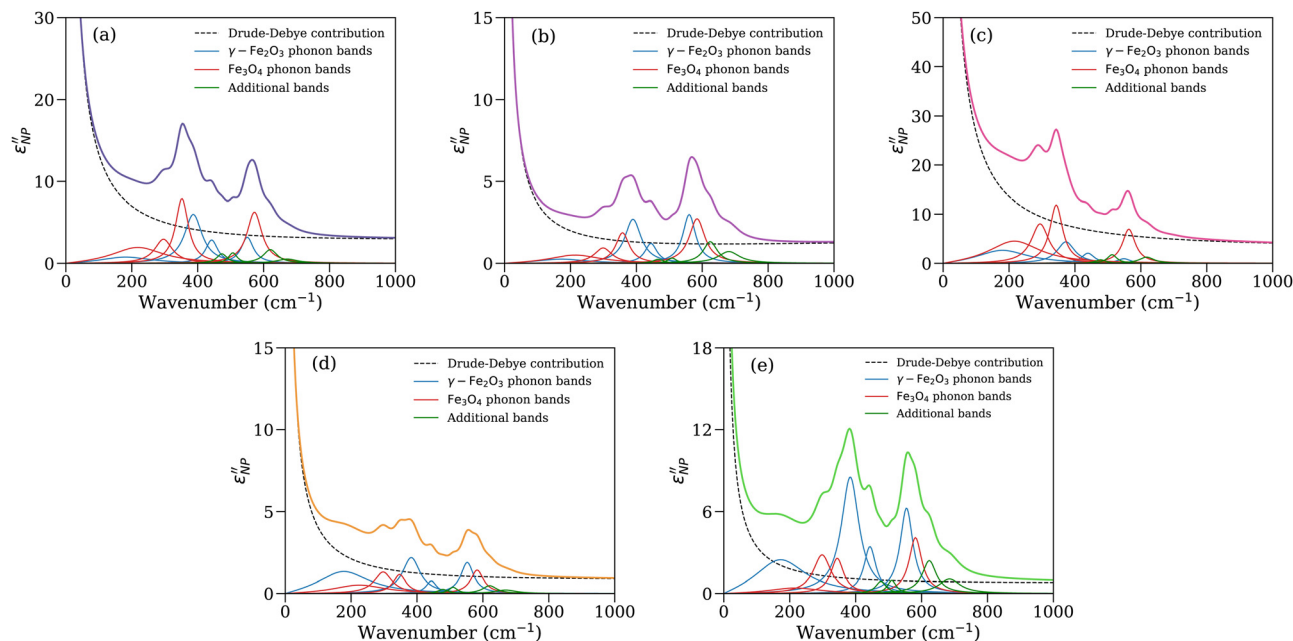 (a)
Drude-Debye contribution
γ − Fe₂O₃ phonon bands
Fe₃O₄ phonon bands
Additional bands
30
20
10
0
ε″NP
0 200 400 600 800 1000
Wavenumber (cm⁻¹)
(b)
Drude-Debye contribution
γ − Fe₂O₃ phonon bands
Fe₃O₄ phonon bands
Additional bands
15
10
5
0
ε″NP
0 200 400 600 800 1000
Wavenumber (cm⁻¹)
(c)
Drude-Debye contribution
γ − Fe₂O₃ phonon bands
Fe₃O₄ phonon bands
Additional bands
50
40
30
20
10
0
ε″NP
0 200 400 600 800 1000
Wavenumber (cm⁻¹)
(d)
Drude-Debye contribution
γ − Fe₂O₃ phonon bands
Fe₃O₄ phonon bands
Additional bands
15
10
5
0
ε″NP
0 200 400 600 800 1000
Wavenumber (cm⁻¹)
(e)
Drude-Debye contribution
γ − Fe₂O₃ phonon bands
Fe₃O₄ phonon bands
Additional bands
18
12
6
0
ε″NP
0 200 400 600 800 1000
Wavenumber (cm⁻¹)